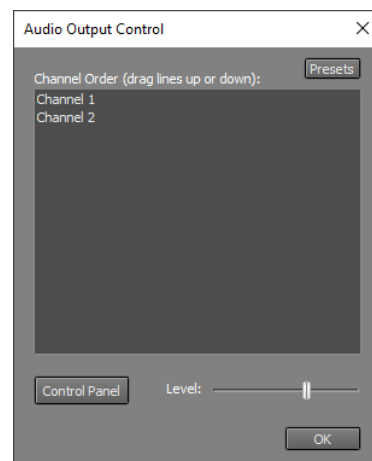 Audio Output Control
Presets
Channel Order (drag lines up or down):
Channel 1
Channel 2
Control Panel
Level:
OK